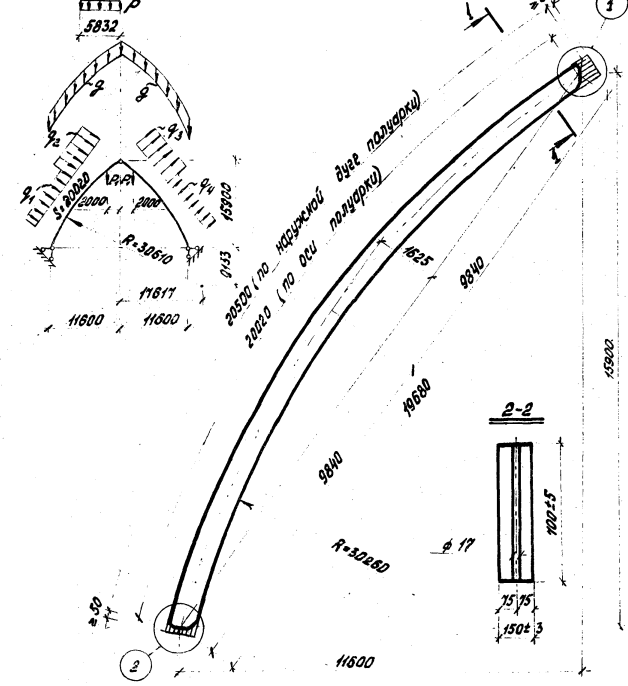 P
5832
g
g
q2
q3
q1
q4
S=20020
P P
2000
2000
R=30610
15900
17617
11600
11600
1
1
1
20500 (по наружной дуге полуарки)
20020 (по оси полуарки)
1625
9840
19680
9840
15900
2-2
R=30260
ф 17
700±5
75 75
150±3
50
2
11600